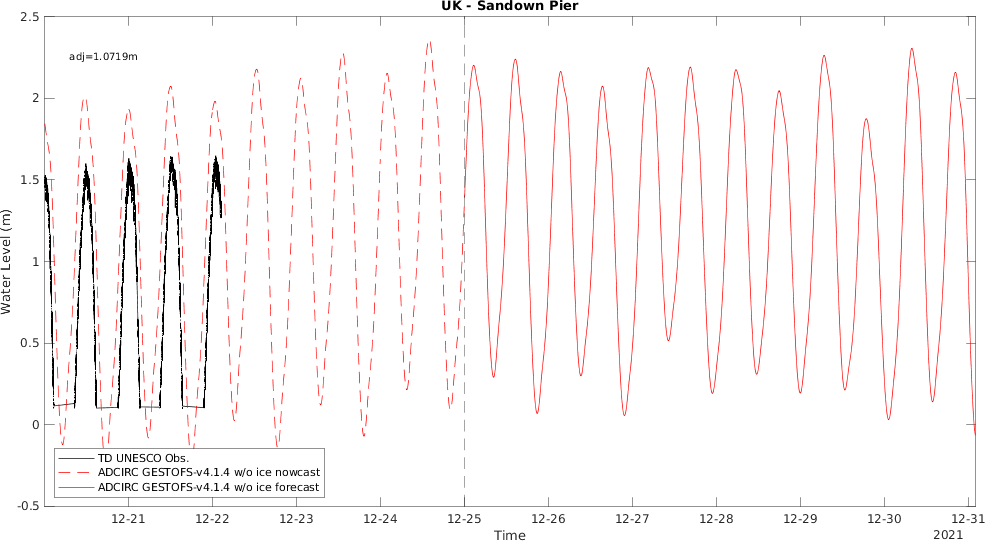 UK - Sandown Pier
2.5
adj=1.0719m
2
1.5
1
0.5
0
-0.5
Water Level (m)
TD UNESCO Obs.
ADCIRC GESTOFS-v4.1.4 w/o ice nowcast
ADCIRC GESTOFS-v4.1.4 w/o ice forecast
12-21 12-22 12-23 12-24 12-25 12-26 12-27 12-28 12-29 12-30 12-31
Time
2021